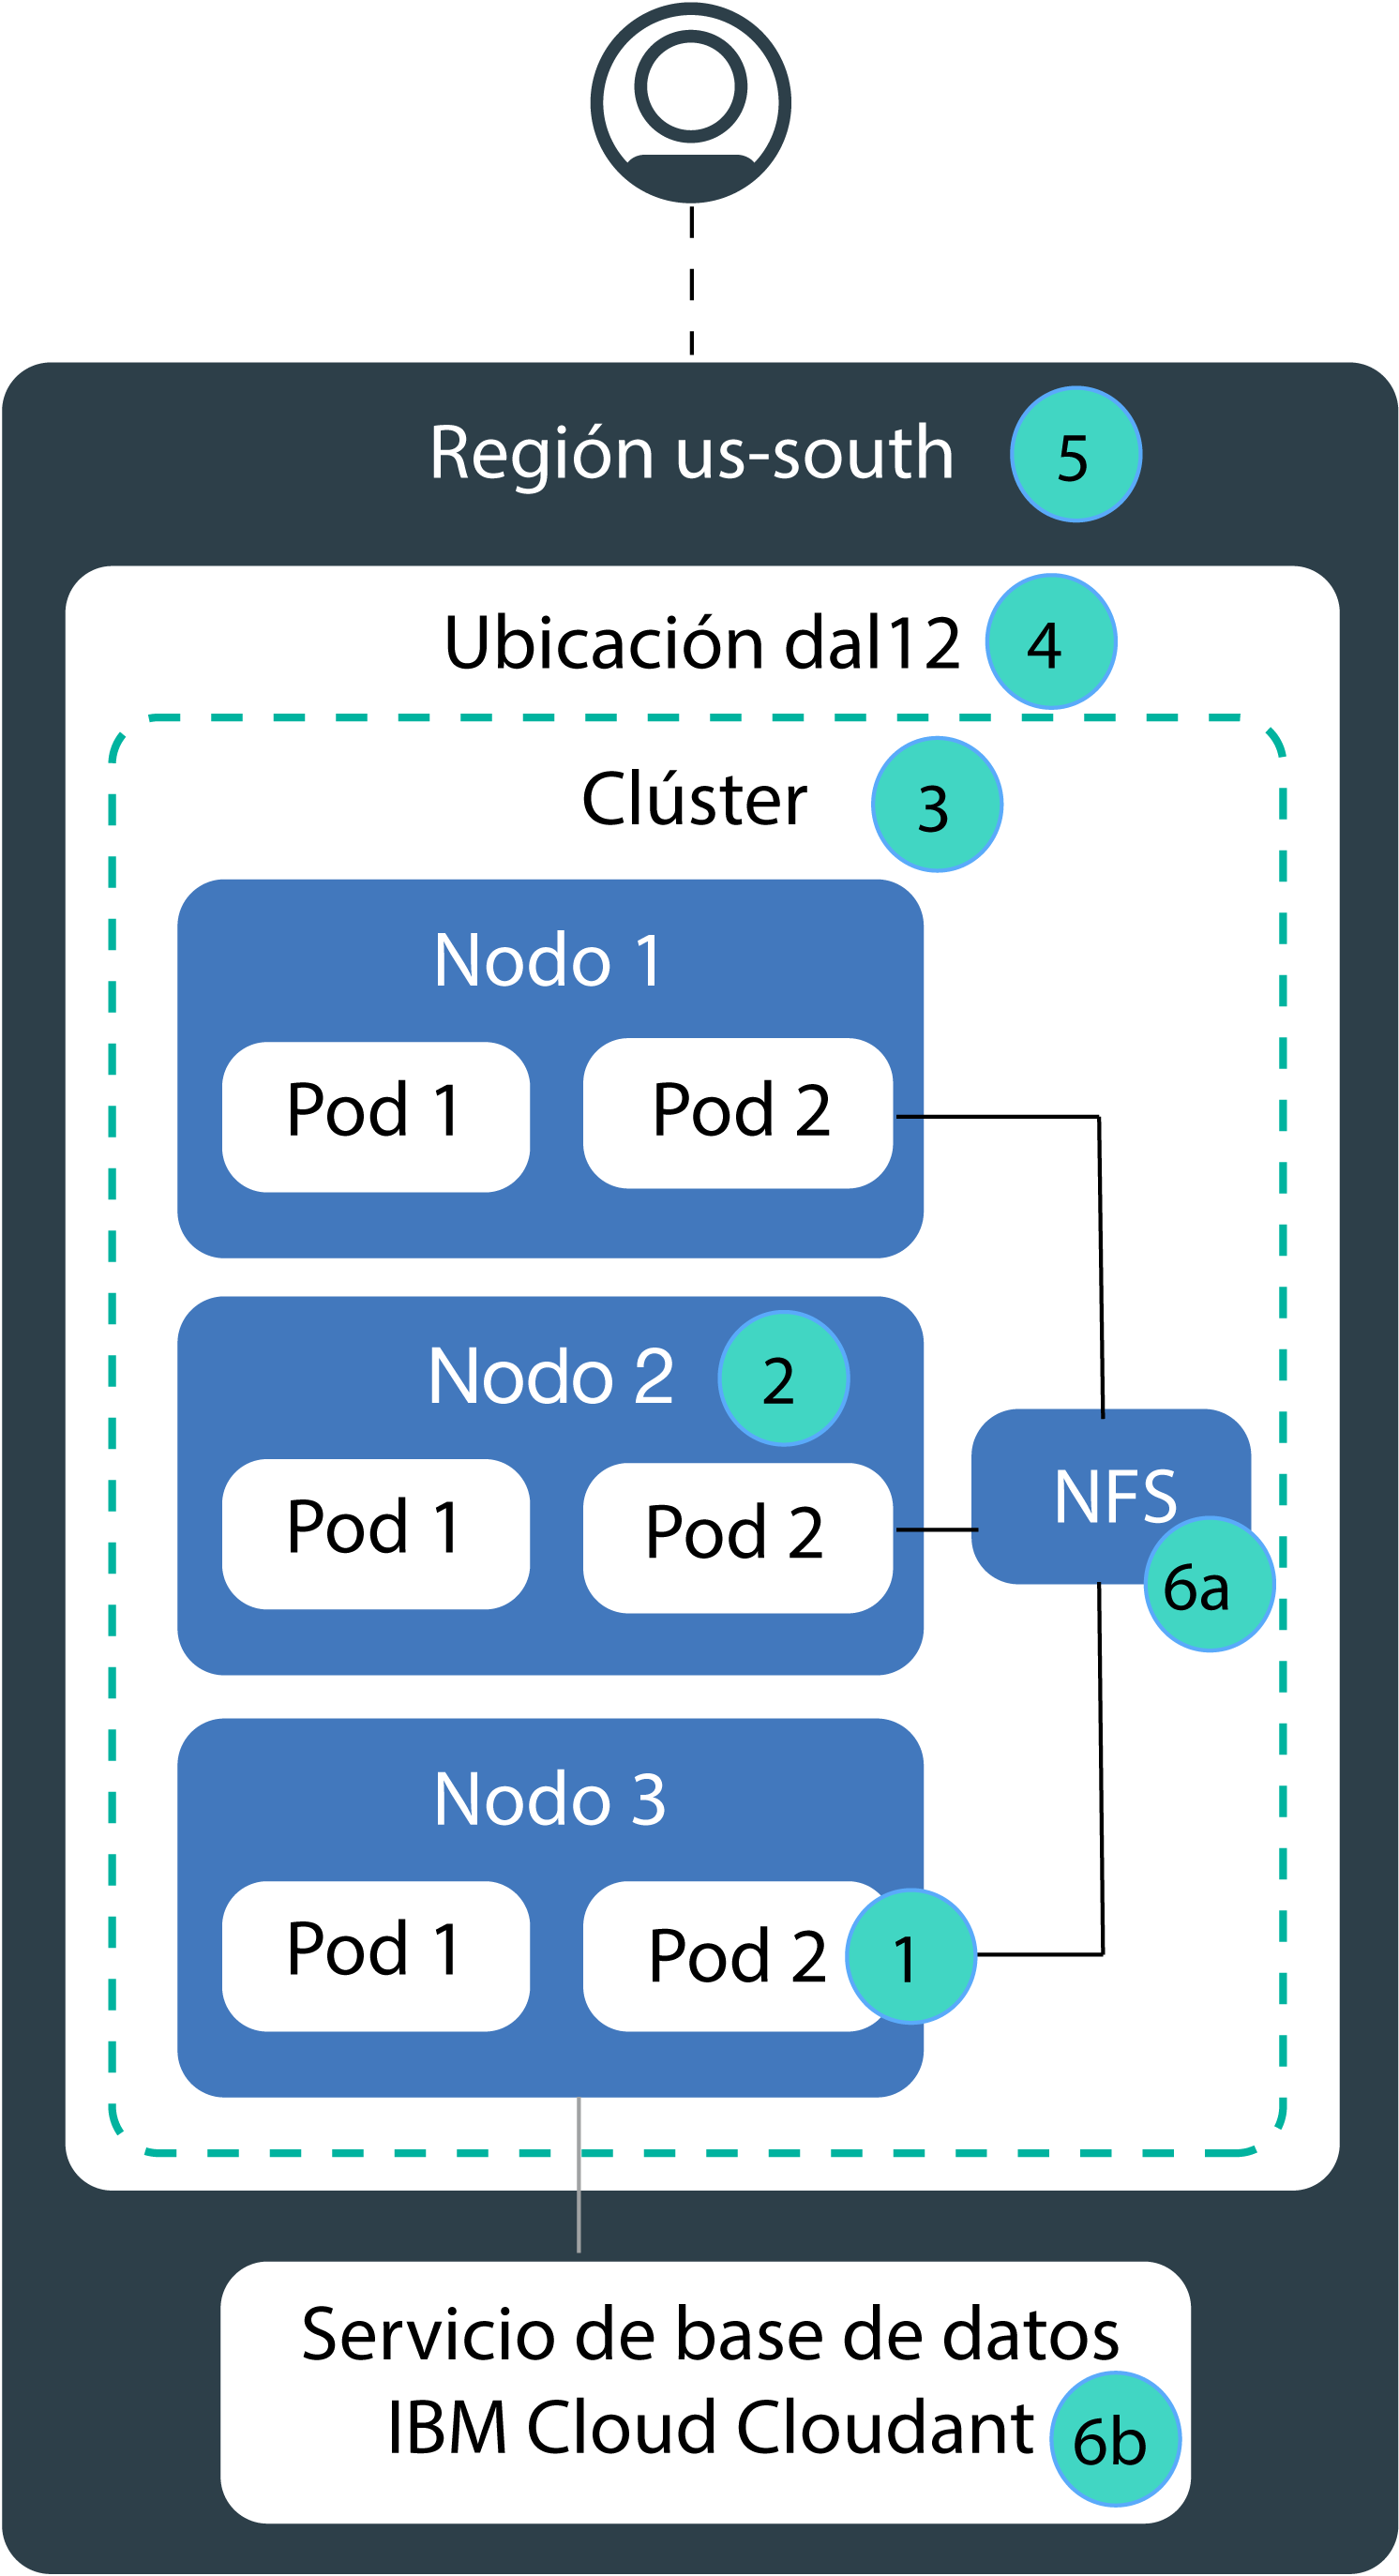 Región us-south 5
Ubicación dal12 4
Clúster 3
Nodo 1
Pod 1 Pod 2
Nodo 2 2
Pod 1 Pod 2
NFS
6a
Nodo 3
Pod 1 Pod 2 1
Servicio de base de datos
IBM Cloud Cloudant 6b